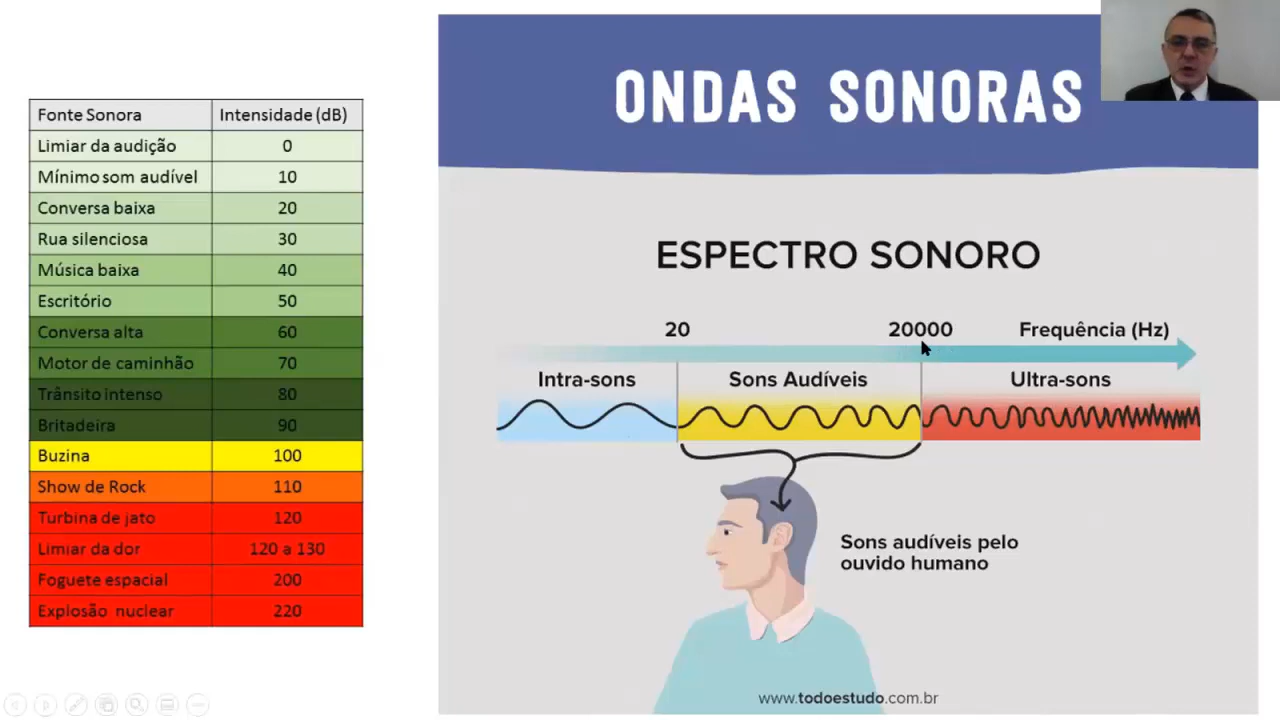 Fonte Sonora Intensidade (dB)
Limiar da audição 0
Mínimo som audível 10
Conversa baixa 20
Rua silenciosa 30
Música baixa 40
Escritório 50
Conversa alta 60
Motor de caminhão 70
Trânsito intenso 80
Britadeira 90
Buzina 100
Show de Rock 110
Turbina de jato 120
Limiar da dor 120 a 130
Foguete espacial 200
Explosão nuclear 220
ONDAS SONORAS
ESPECTRO SONORO
20 20000 Frequência (Hz)
Intra-sons Sons Audíveis Ultra-sons
Sons audíveis pelo
ouvido humano
www.todoestudo.com.br